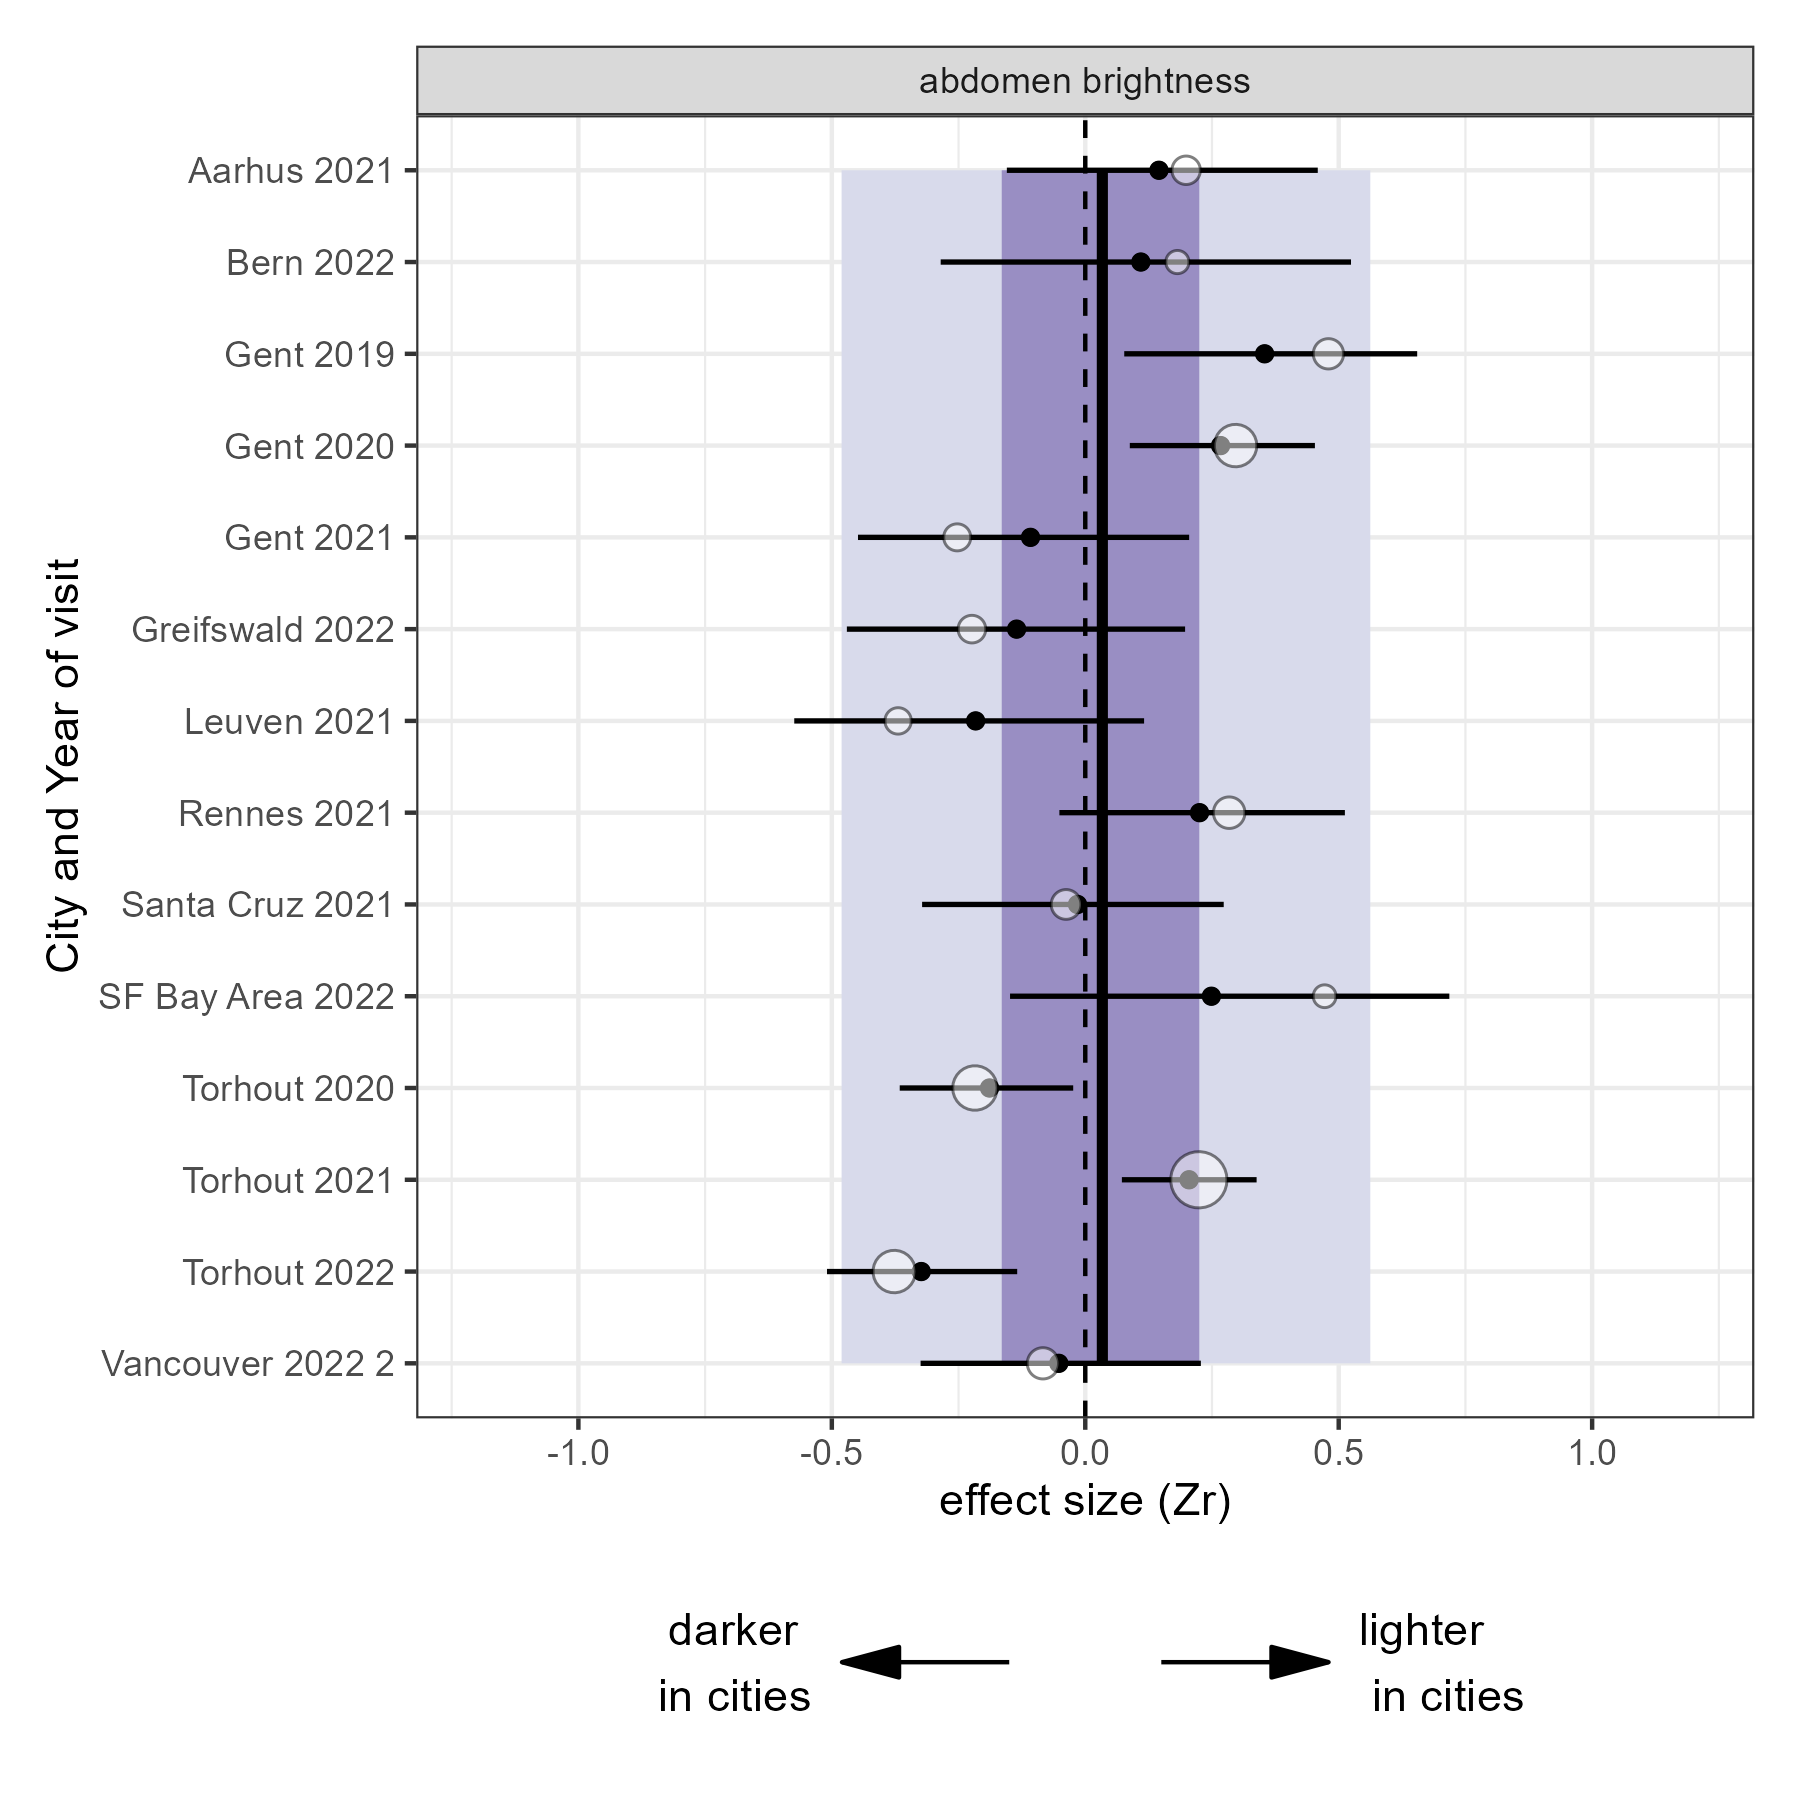 abdomen brightness
Aarhus 2021
Bern 2022
Gent 2019
Gent 2020
Gent 2021
Greifswald 2022
Leuven 2021
Rennes 2021
Santa Cruz 2021
SF Bay Area 2022
Torhout 2020
Torhout 2021
Torhout 2022
Vancouver 2022 2
City and Year of visit
-1.0 -0.5 0.0 0.5 1.0
effect size (Zr)
darker
in cities
lighter
in cities